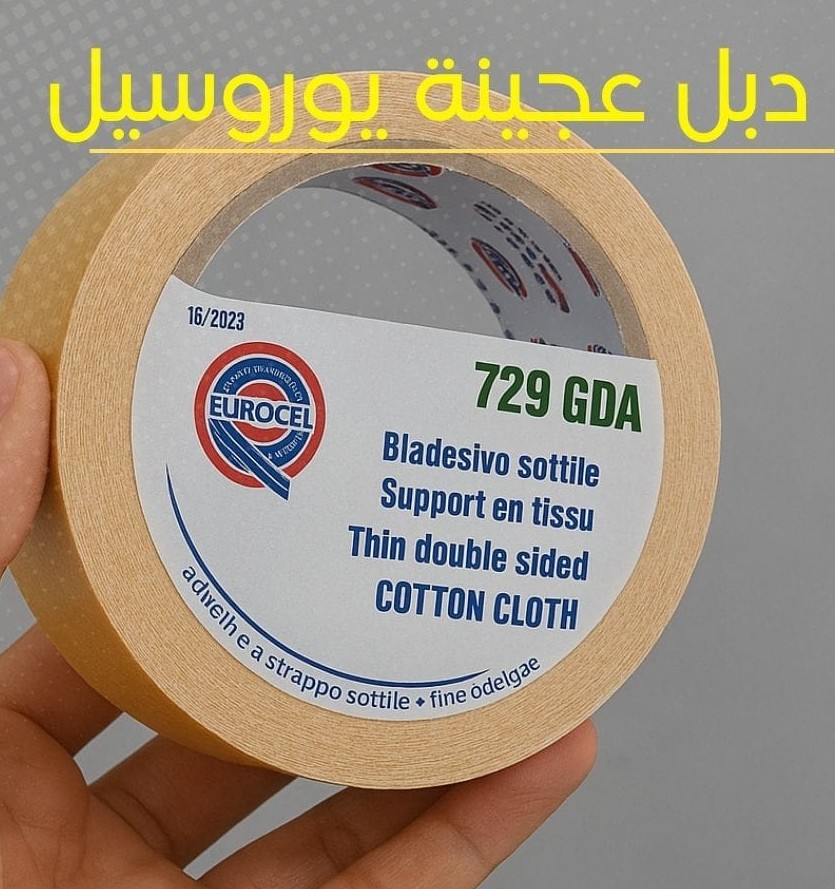 دبل عجينة يوروسيل
16/2023
EUROCEL
729 GDA
Bladesivo sottile
Support en tissu
Thin double sided
COTTON CLOTH
a strappo sottile • fine odelgae